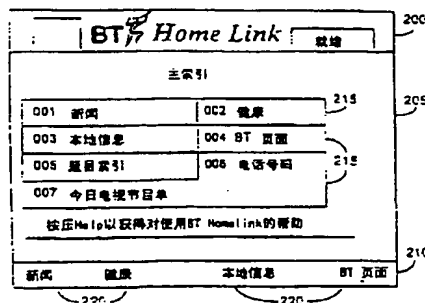 BT Home Link 就绪
200
主索引
205
001 新闻 002 健康 215
003 本地信息 004 BT 页面
005 题目索引 006 电话号码 215
007 今日电视节目单
按压Help以获得对使用BT Homelink的帮助
210
新闻 健康 本地信息 BT 页面
220 220